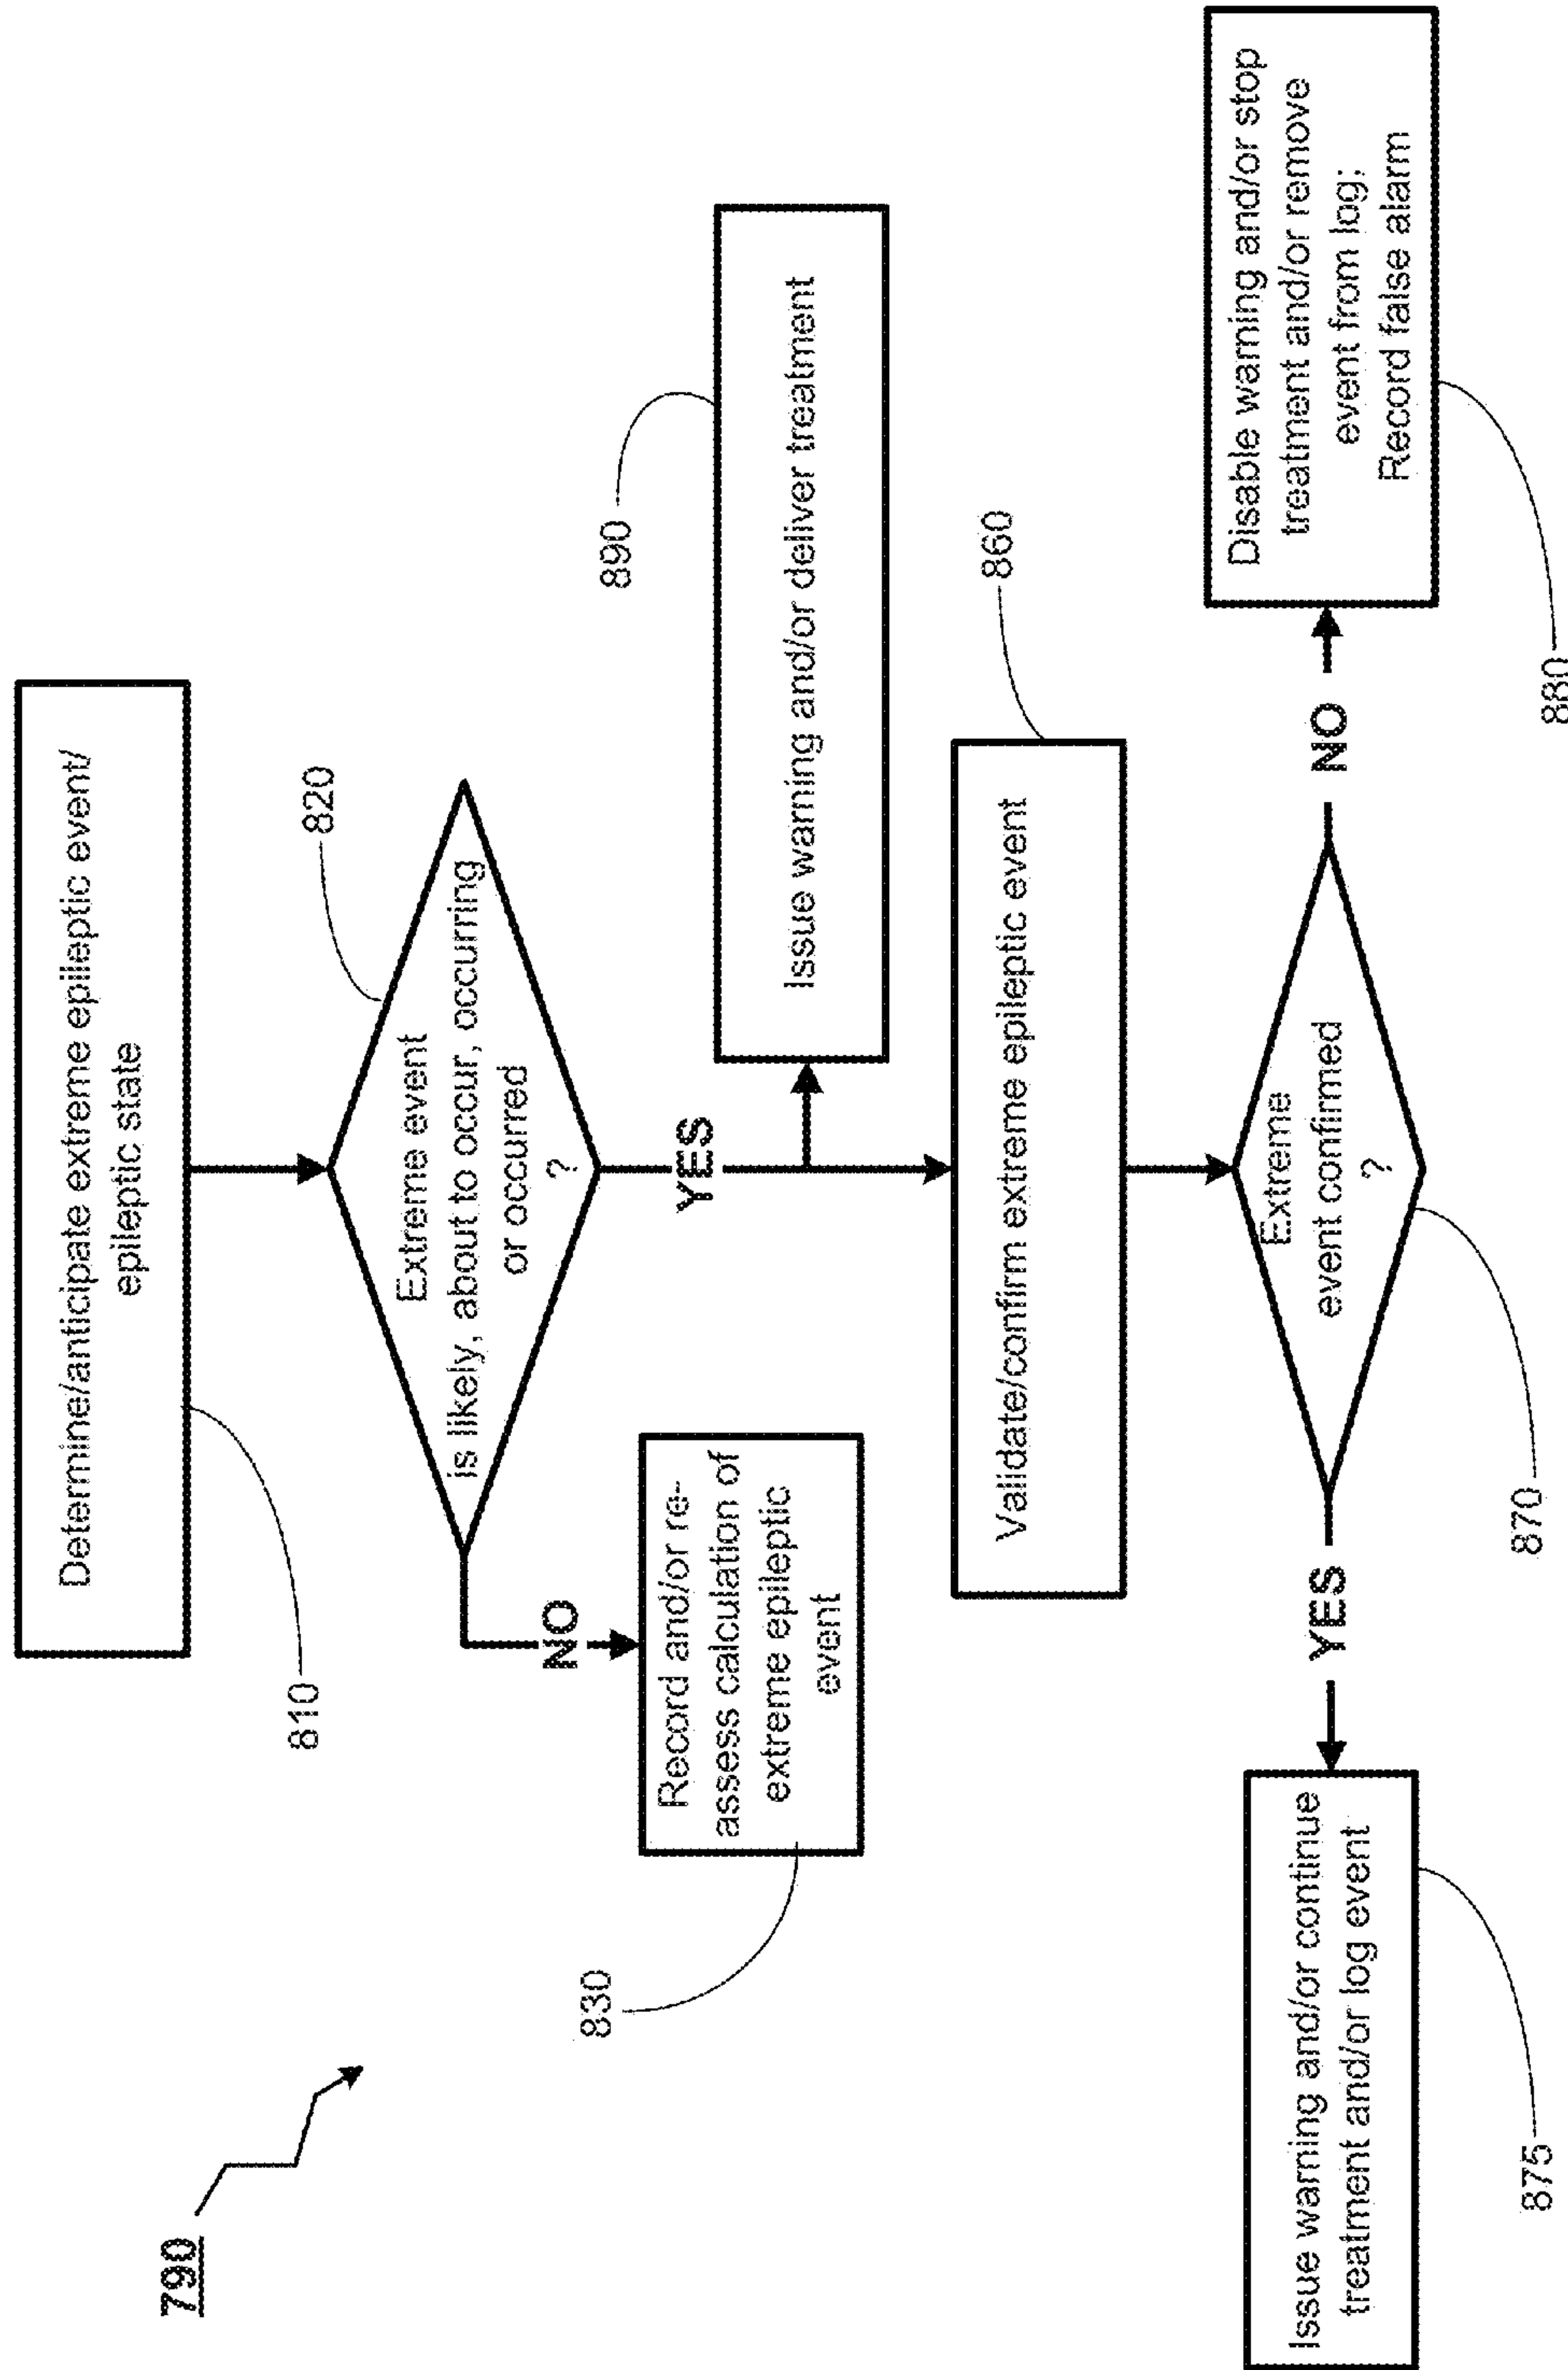 790
810
Determine/anticipate extreme epileptic event/
epileptic state
820
Extreme event
is likely, about to occur, occurring
or occurred
?
NO
YES
830
Record and/or re-
assess calculation of
extreme epileptic
event
890
Issue warning and/or deliver treatment
860
Validate/confirm extreme epileptic event
870
Extreme
event confirmed
?
YES
NO
875
Issue warning and/or continue
treatment and/or log event
880
Disable warning and/or stop
treatment and/or remove
event from log;
Record false alarm